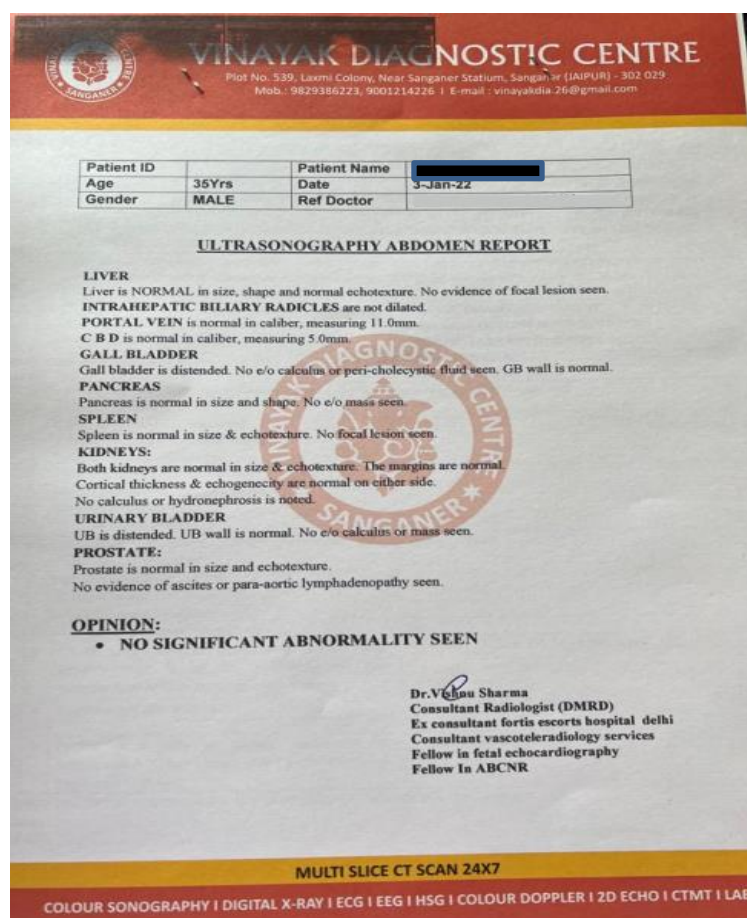 VINAYAK DIAGNOSTIC CENTRE
Plot No. 539, Laxmi Colony, Near Sanganer Statium, Sanganer (JAIPUR) - 302 029
Mob.: 9829386223, 9001214226 I E-mail : vinayakdia.26@gmail.com
SANGANER
Patient ID Patient Name
Age 35Yrs Date 3-Jan-22
Gender MALE Ref Doctor
ULTRASONOGRAPHY ABDOMEN REPORT
LIVER
Liver is NORMAL in size, shape and normal echotexture. No evidence of focal lesion seen.
INTRAHEPATIC BILIARY RADICLES are not dilated.
PORTAL VEIN is normal in caliber, measuring 11.0mm.
C B D is normal in caliber, measuring 5.0mm.
GALL BLADDER
Gall bladder is distended. No e/o calculus or peri-cholecystic fluid seen. GB wall is normal.
PANCREAS
Pancreas is normal in size and shape. No e/o mass seen.
SPLEEN
Spleen is normal in size & echotexture. No focal lesion seen.
KIDNEYS:
Both kidneys are normal in size & echotexture. The margins are normal.
Cortical thickness & echogenecity are normal on either side.
No calculus or hydronephrosis is noted.
URINARY BLADDER
UB is distended. UB wall is normal. No e/o calculus or mass seen.
PROSTATE:
Prostate is normal in size and echotexture.
No evidence of ascites or para-aortic lymphadenopathy seen.
VINAYAK DIAGNOSTIC CENTRE
SANGANER
OPINION:
• NO SIGNIFICANT ABNORMALITY SEEN
Dr.Vishnu Sharma
Consultant Radiologist (DMRD)
Ex consultant fortis escorts hospital delhi
Consultant vascoteleradiology services
Fellow in fetal echocardiography
Fellow In ABCNR
MULTI SLICE CT SCAN 24X7
COLOUR SONOGRAPHY I DIGITAL X-RAY I ECG I EEG I HSG I COLOUR DOPPLER I 2D ECHO I CTMT I LAB